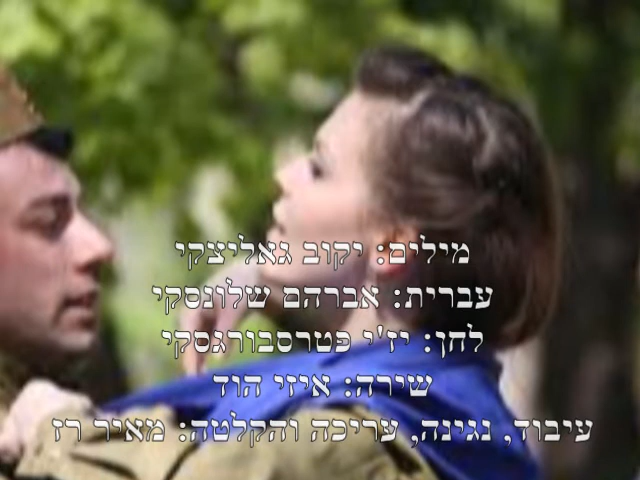 מילים: יקוב גאליצקי
עברית: אברהם שלונסקי
לחן: יז'י פטרסבורגסקי
שירה: איזי הוד
עיבוד, נגינה, עריכה והקלטה: מאיר רז